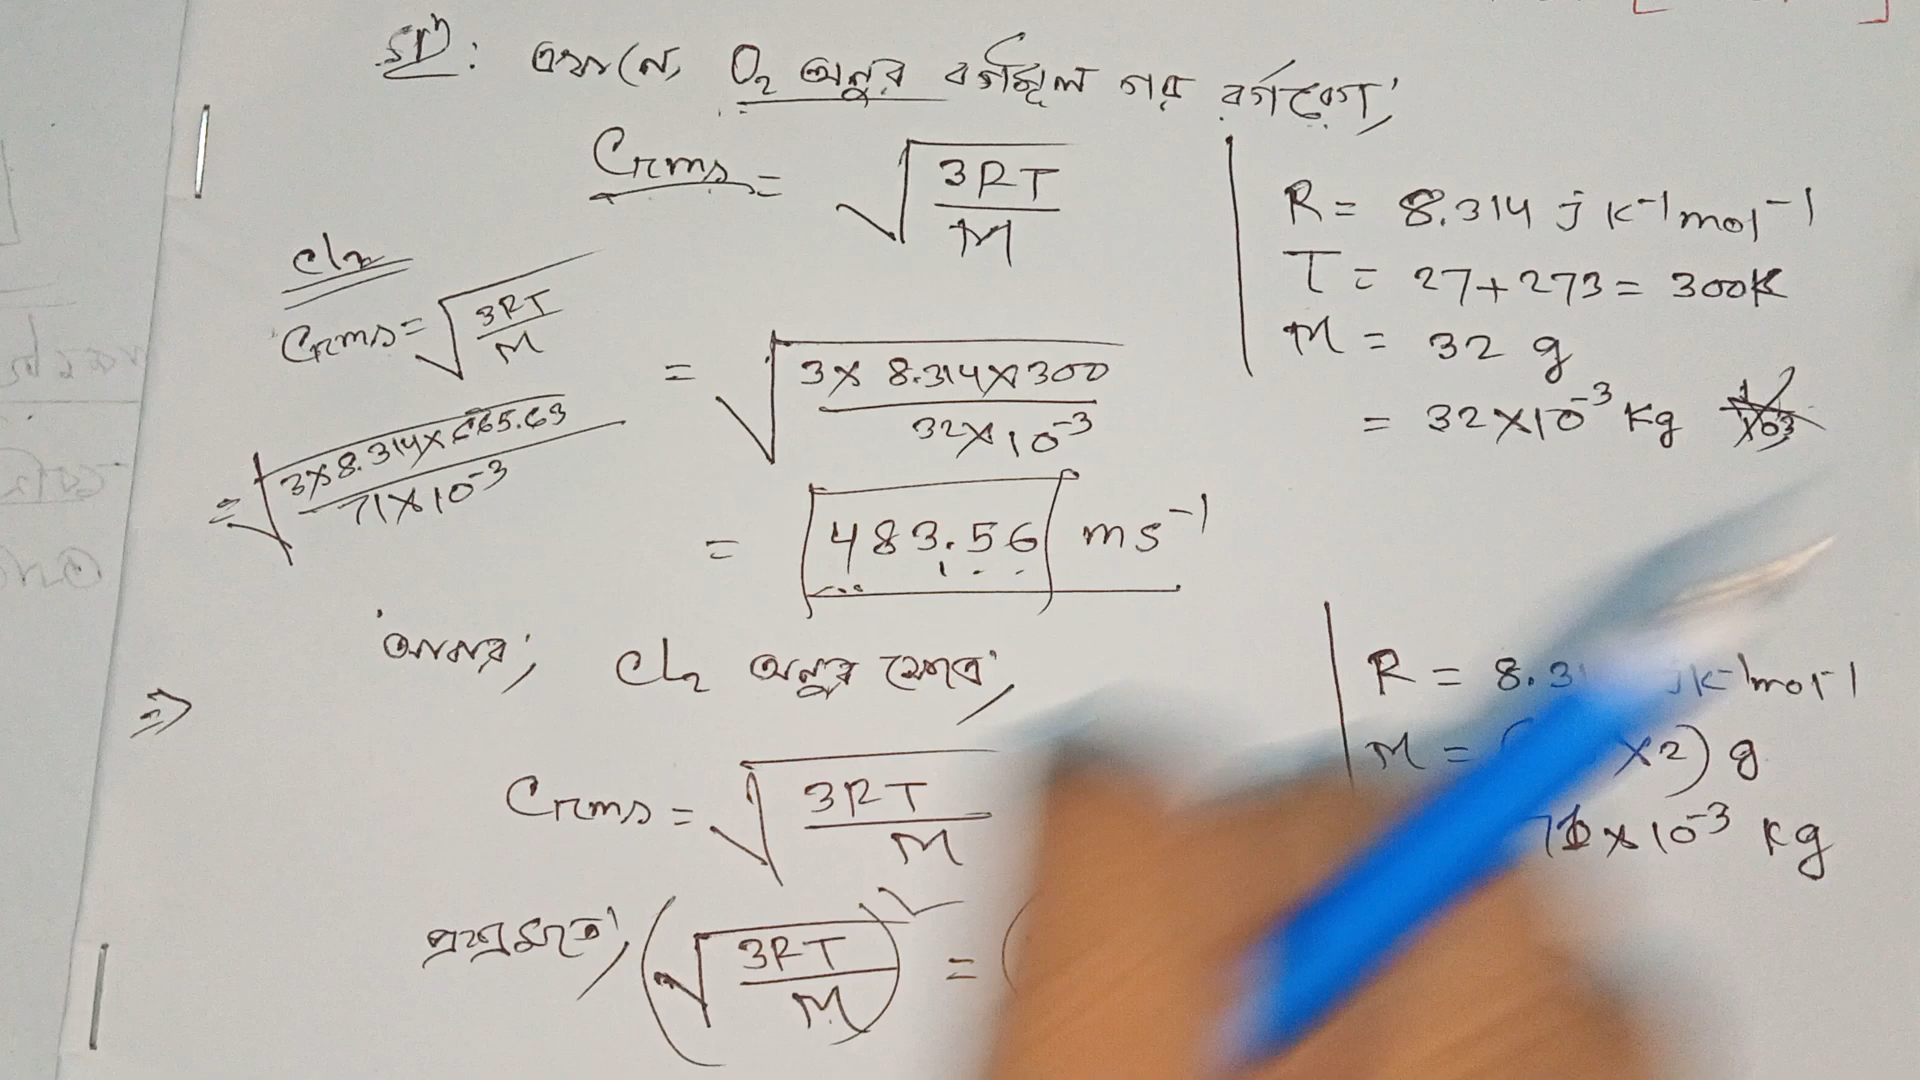 এখানে, O₂ অনুর বর্গমূল গড় বর্গবেগ,
Crms = √(3RT/M)
R = 8.314 j k⁻¹ mol⁻¹
T = 27+273 = 300K
M = 32 g
= 32×10⁻³ kg
= √(3×8.314×300/32×10⁻³)
= 483.56 ms⁻¹
Cl₂
Crms = √(3RT/M)
= √(3×8.314×665.63/71×10⁻³)
আবার, Cl₂ অনুর ক্ষেত্রে,
⇒
Crms = √(3RT/M)
R = 8.3 jk⁻¹mol⁻¹
M = ( ×2) g
71×10⁻³ kg
প্রশ্নমতে, (√(3RT/M))² = (